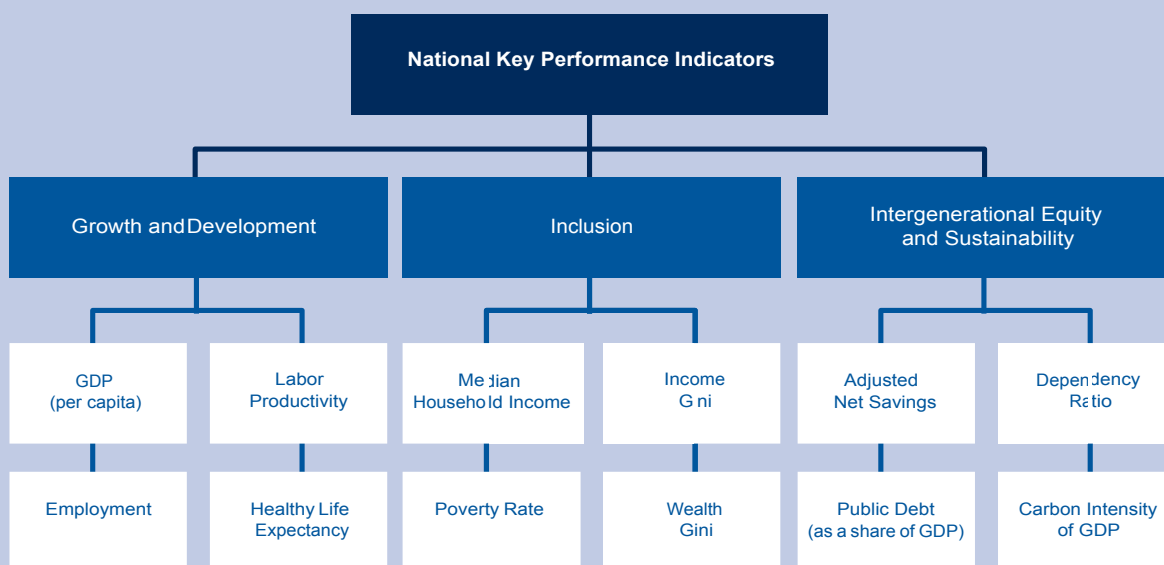 National Key Performance Indicators
Growth and Development
Inclusion
Intergenerational Equity
and Sustainability
GDP
(per capita)
Labor
Productivity
Median
Household Income
Income
Gini
Adjusted
Net Savings
Dependency
Ratio
Employment
Healthy Life
Expectancy
Poverty Rate
Wealth
Gini
Public Debt
(as a share of GDP)
Carbon Intensity
of GDP